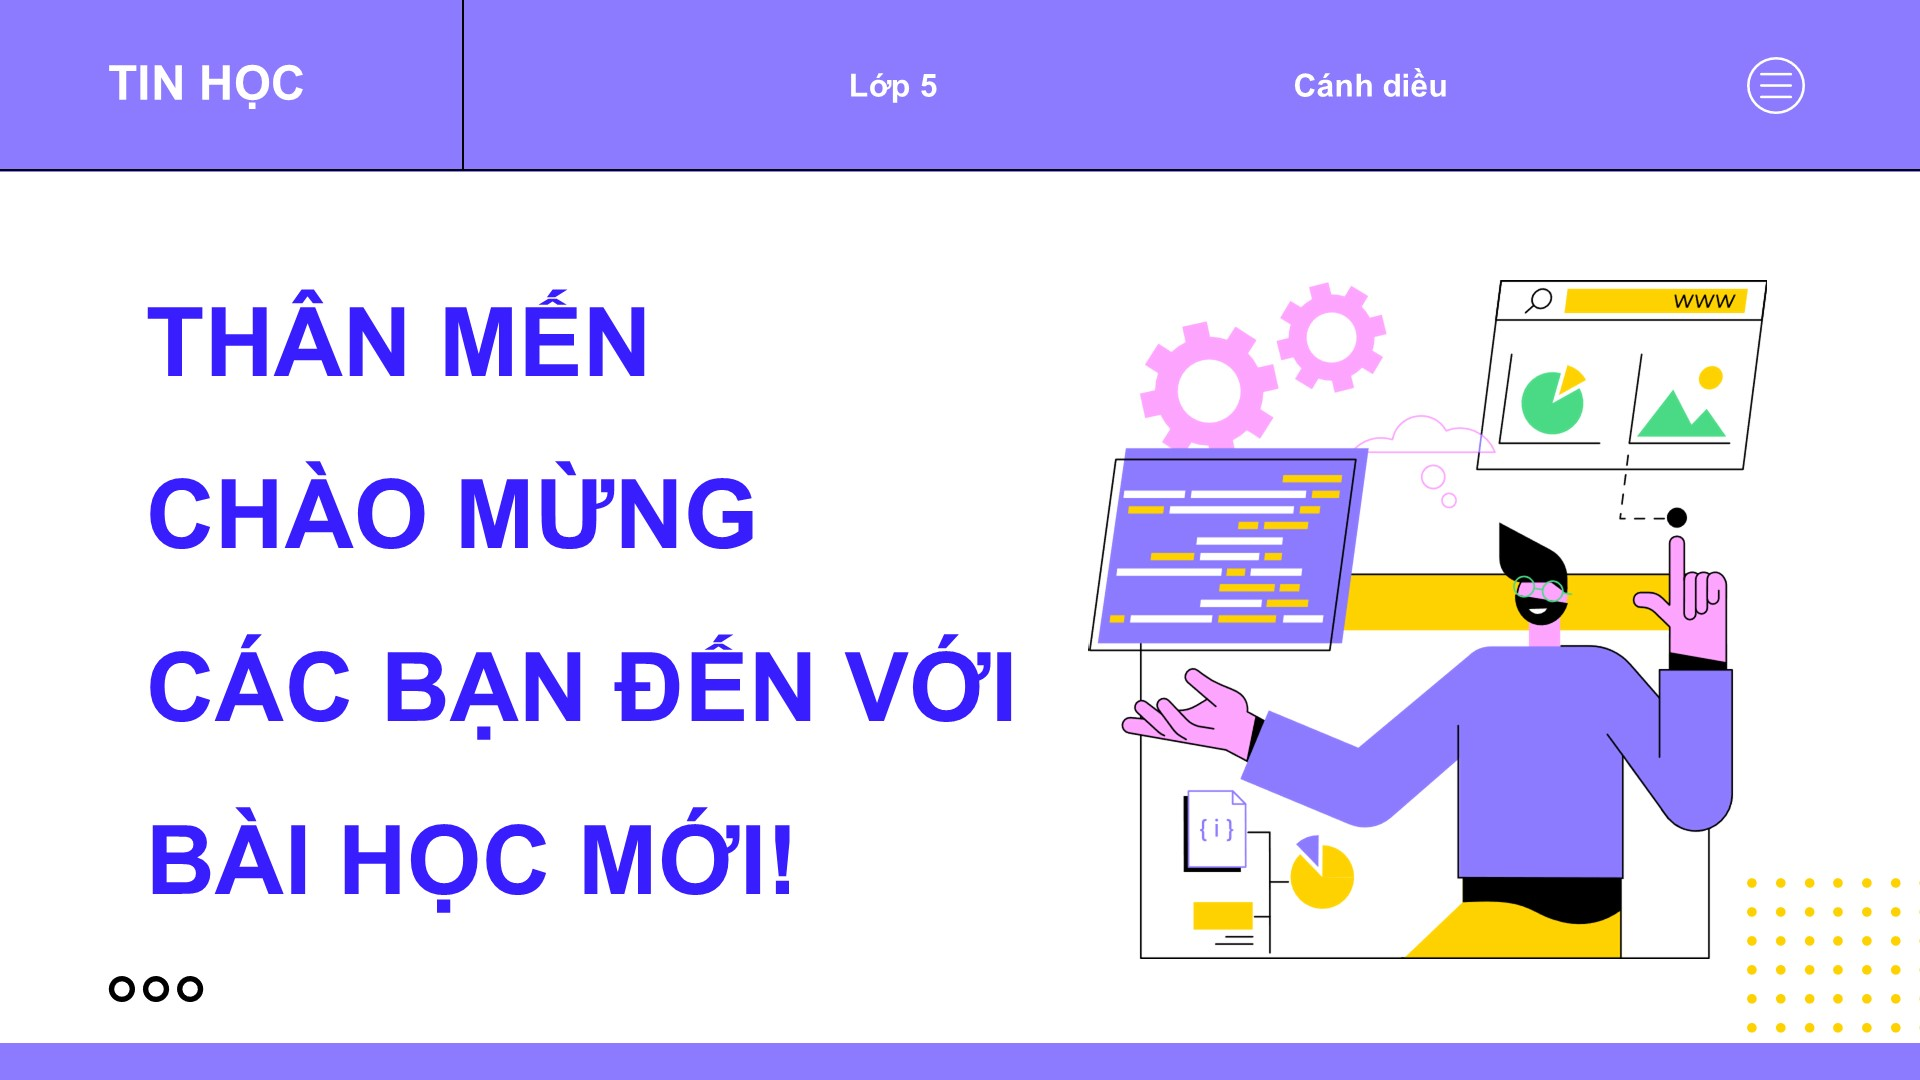 TIN HỌC
Lớp 5
Cánh diều
THÂN MẾN
CHÀO MỪNG
CÁC BẠN ĐẾN VỚI
BÀI HỌC MỚI!
WWW
{i}